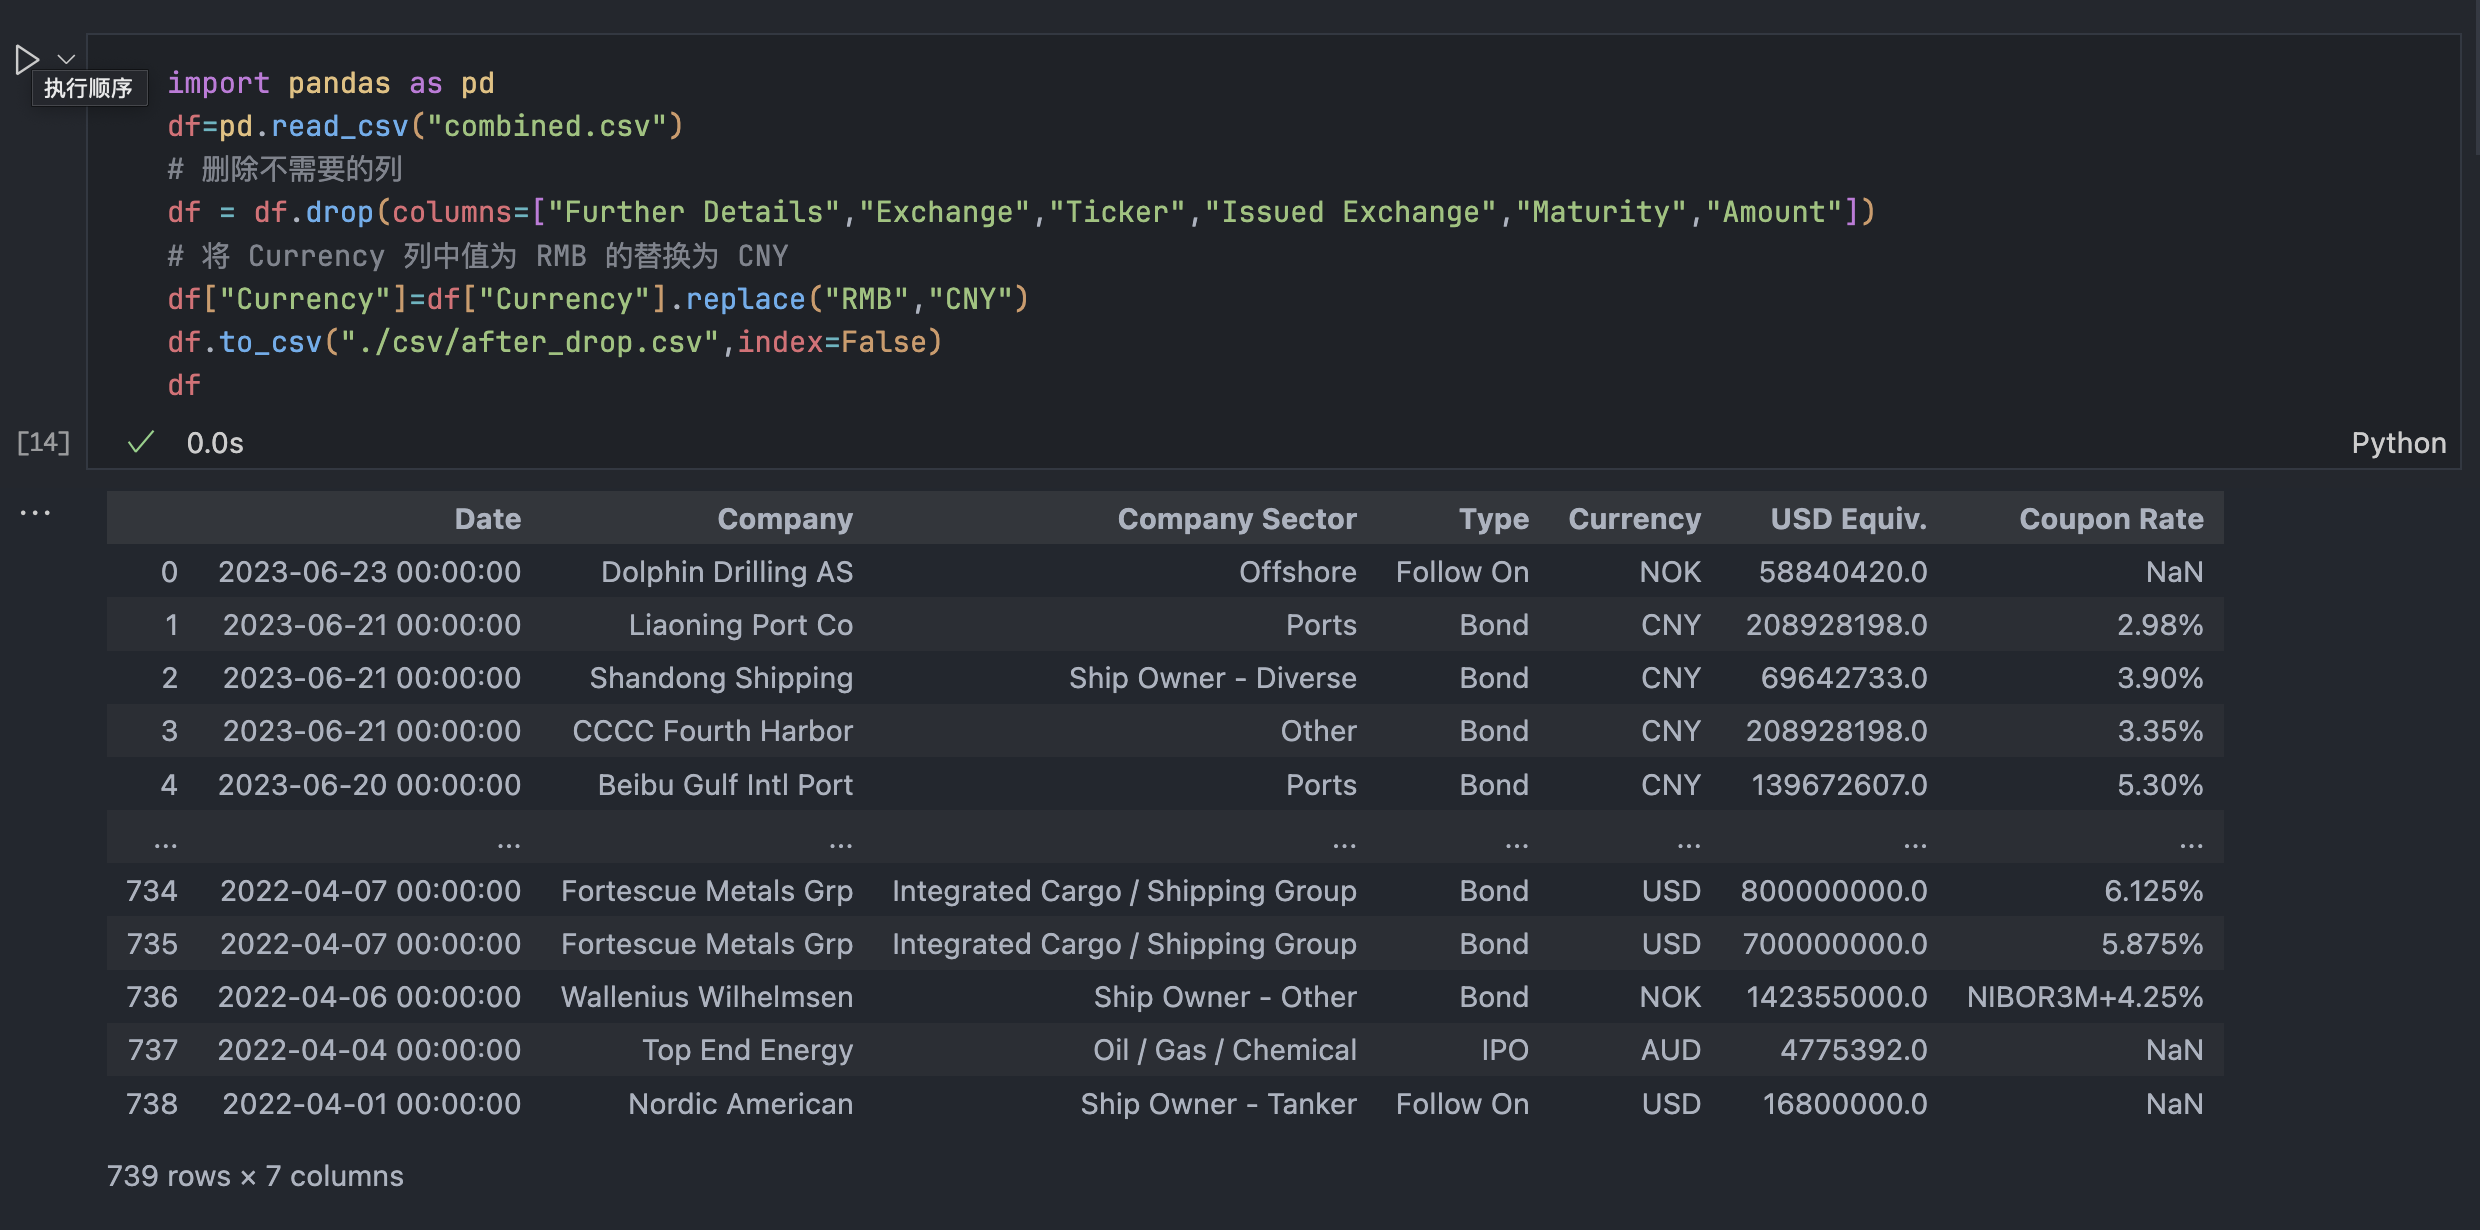 执行顺序
import pandas as pd
df=pd.read_csv("combined.csv")
# 删除不需要的列
df = df.drop(columns=["Further Details","Exchange","Ticker","Issued Exchange","Maturity","Amount"])
# 将 Currency 列中值为 RMB 的替换为 CNY
df["Currency"]=df["Currency"].replace("RMB","CNY")
df.to_csv("./csv/after_drop.csv",index=False)
df
[14] 0.0s Python
...
Date Company Company Sector Type Currency USD Equiv. Coupon Rate
0 2023-06-23 00:00:00 Dolphin Drilling AS Offshore Follow On NOK 58840420.0 NaN
1 2023-06-21 00:00:00 Liaoning Port Co Ports Bond CNY 208928198.0 2.98%
2 2023-06-21 00:00:00 Shandong Shipping Ship Owner - Diverse Bond CNY 69642733.0 3.90%
3 2023-06-21 00:00:00 CCCC Fourth Harbor Other Bond CNY 208928198.0 3.35%
4 2023-06-20 00:00:00 Beibu Gulf Intl Port Ports Bond CNY 139672607.0 5.30%
... ... ... ... ... ... ... ...
734 2022-04-07 00:00:00 Fortescue Metals Grp Integrated Cargo / Shipping Group Bond USD 800000000.0 6.125%
735 2022-04-07 00:00:00 Fortescue Metals Grp Integrated Cargo / Shipping Group Bond USD 700000000.0 5.875%
736 2022-04-06 00:00:00 Wallenius Wilhelmsen Ship Owner - Other Bond NOK 142355000.0 NIBOR3M+4.25%
737 2022-04-04 00:00:00 Top End Energy Oil / Gas / Chemical IPO AUD 4775392.0 NaN
738 2022-04-01 00:00:00 Nordic American Ship Owner - Tanker Follow On USD 16800000.0 NaN
739 rows × 7 columns